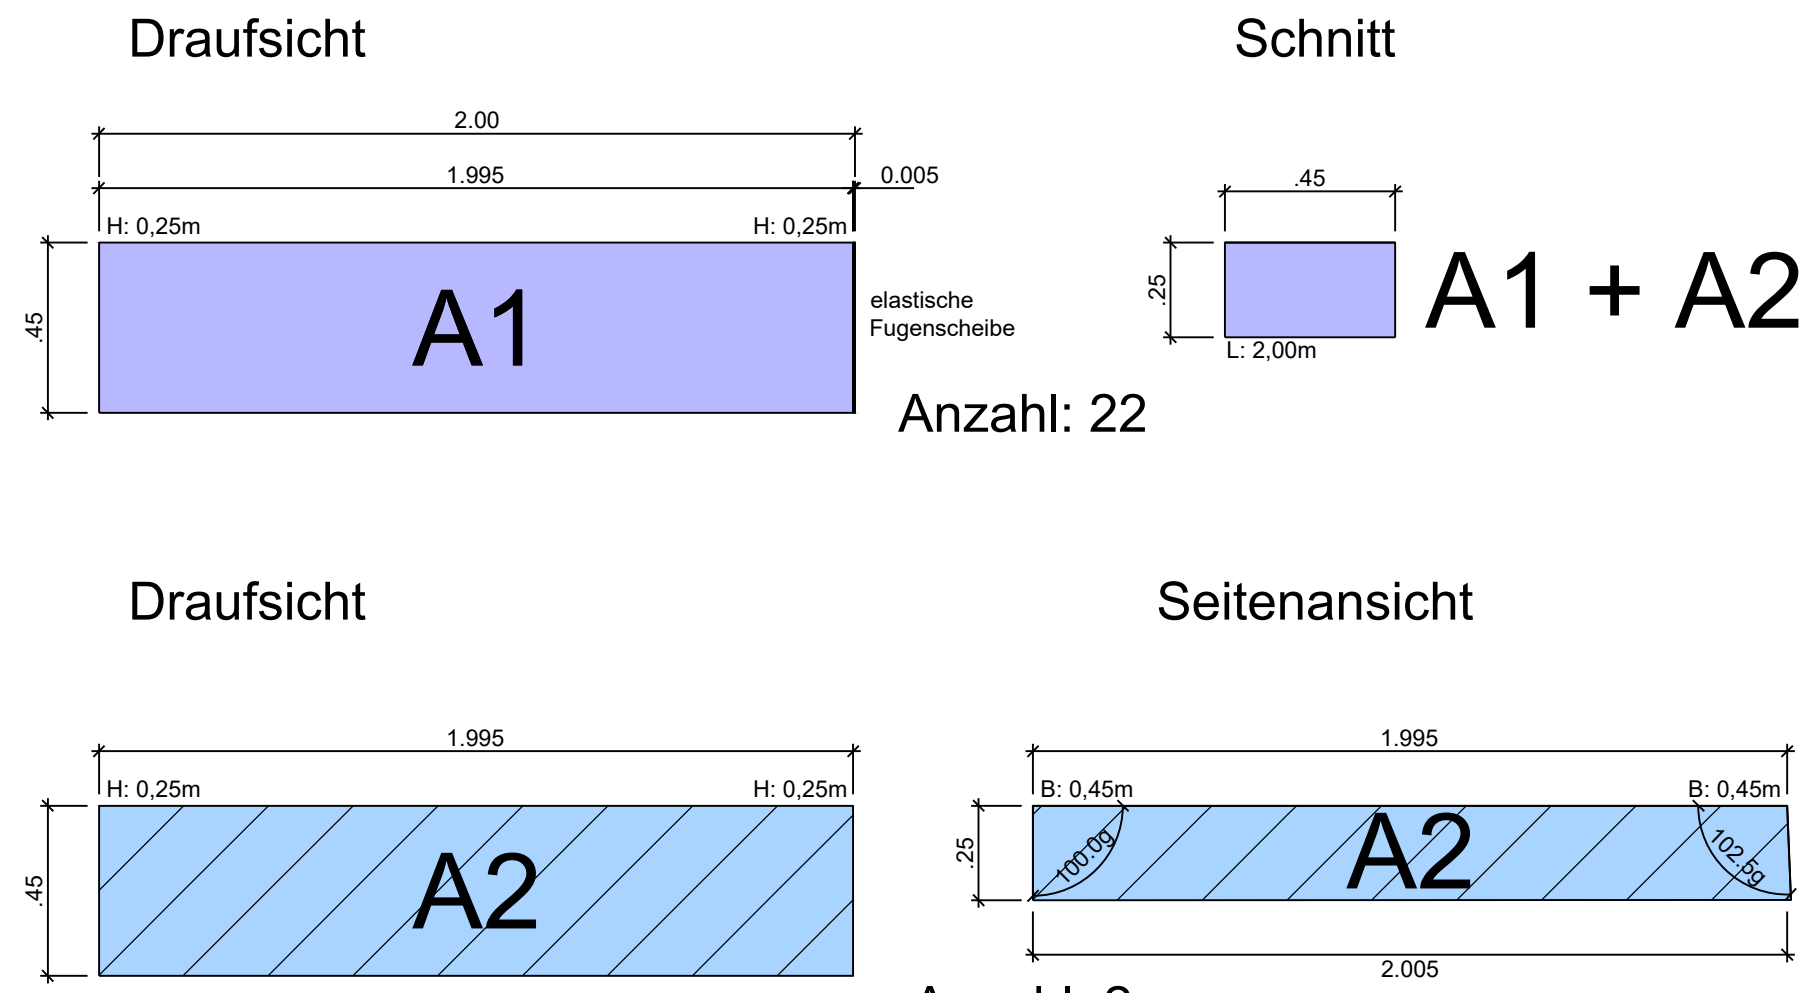 Draufsicht
Schnitt
2.00
1.995
0.005
.45
H: 0,25m
H: 0,25m
.45
A1
elastische
Fugenscheibe
.25
A1 + A2
L: 2,00m
Anzahl: 22
Draufsicht
Seitenansicht
1.995
1.995
H: 0,25m
H: 0,25m
B: 0,45m
B: 0,45m
.45
A2
.25
100.0g
A2
102.5g
2.005